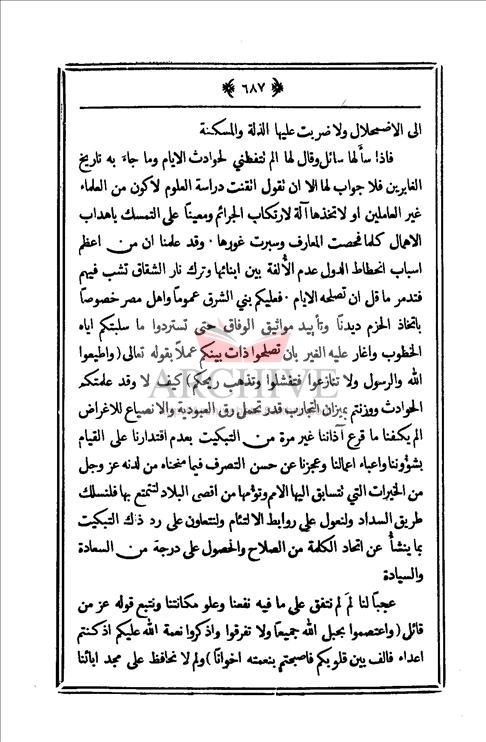 ٦٨٧
الى الاضمحلال ولا ضربت عليها الذلة والمسكنة
فاذا سألها سائل وقال لها الم تتفظني لحوادث الايام وما جاء به تاريخ
الغابرين فلا جواب لها الا ان تقول اتقنت دراسة العلوم لاكون من العلماء
غير العاملين او لاتخذها آلة لارتكاب الجرائم ومعيناً على التمسك باهداب
الاهمال كلما فحصت المعارف وسبرت غورها · وقد علمنا ان من اعظم
اسباب انحطاط الدول عدم الألفة بين ابنائها وترك نار الشقاق تشب فيهم
فتدمر ما قل ان تصلحه الايام · فعليكم بني الشرق عموماً واهل مصر خصوصاً
باتخاذ الحزم ديدناً وتأييد مواثيق الوفاق حتى تستردوا ما سلبتكم اياه
الخطوب واغار عليه الغير بان تصلحوا ذات بينكم عملاً بقوله تعالى (واطيعوا
الله والرسول ولا تنازعوا فتفشلوا وتذهب ريحكم) كيف لا وقد علمتكم
الحوادث ووزنتم بميزان التجارب قدر تحمل رق العبودية والانصياع للاغراض
الم يكفنا ما قرع آذاننا غير مرة من التبكيت بعدم اقتدارنا على القيام
بشؤوننا واعباء اعمالنا وعجزنا عن حسن التصرف فيما منحناه من لدنه عز وجل
من الخيرات التي تتسابق اليها الامم وتؤمها من اقصى البلاد لتتمتع بها فلنسلك
طريق السداد ولنعول على روابط الالتئام ولنتعاون على رد ذلك التبكيت
بما ينشأ عن اتحاد الكلمة من الصلاح والحصول على درجة من السعادة
والسيادة
عجباً لنا لم لم نتفق على ما فيه نفعنا وعلو مكانتنا ونتبع قوله عز من
قائل (واعتصموا بحبل الله جميعاً ولا تفرقوا واذكروا نعمة الله عليكم اذ كنتم
اعداء فالف بين قلوبكم فاصبحتم بنعمته اخوانا) ولم لا نحافظ على مجد ابائنا
ARCHIVE